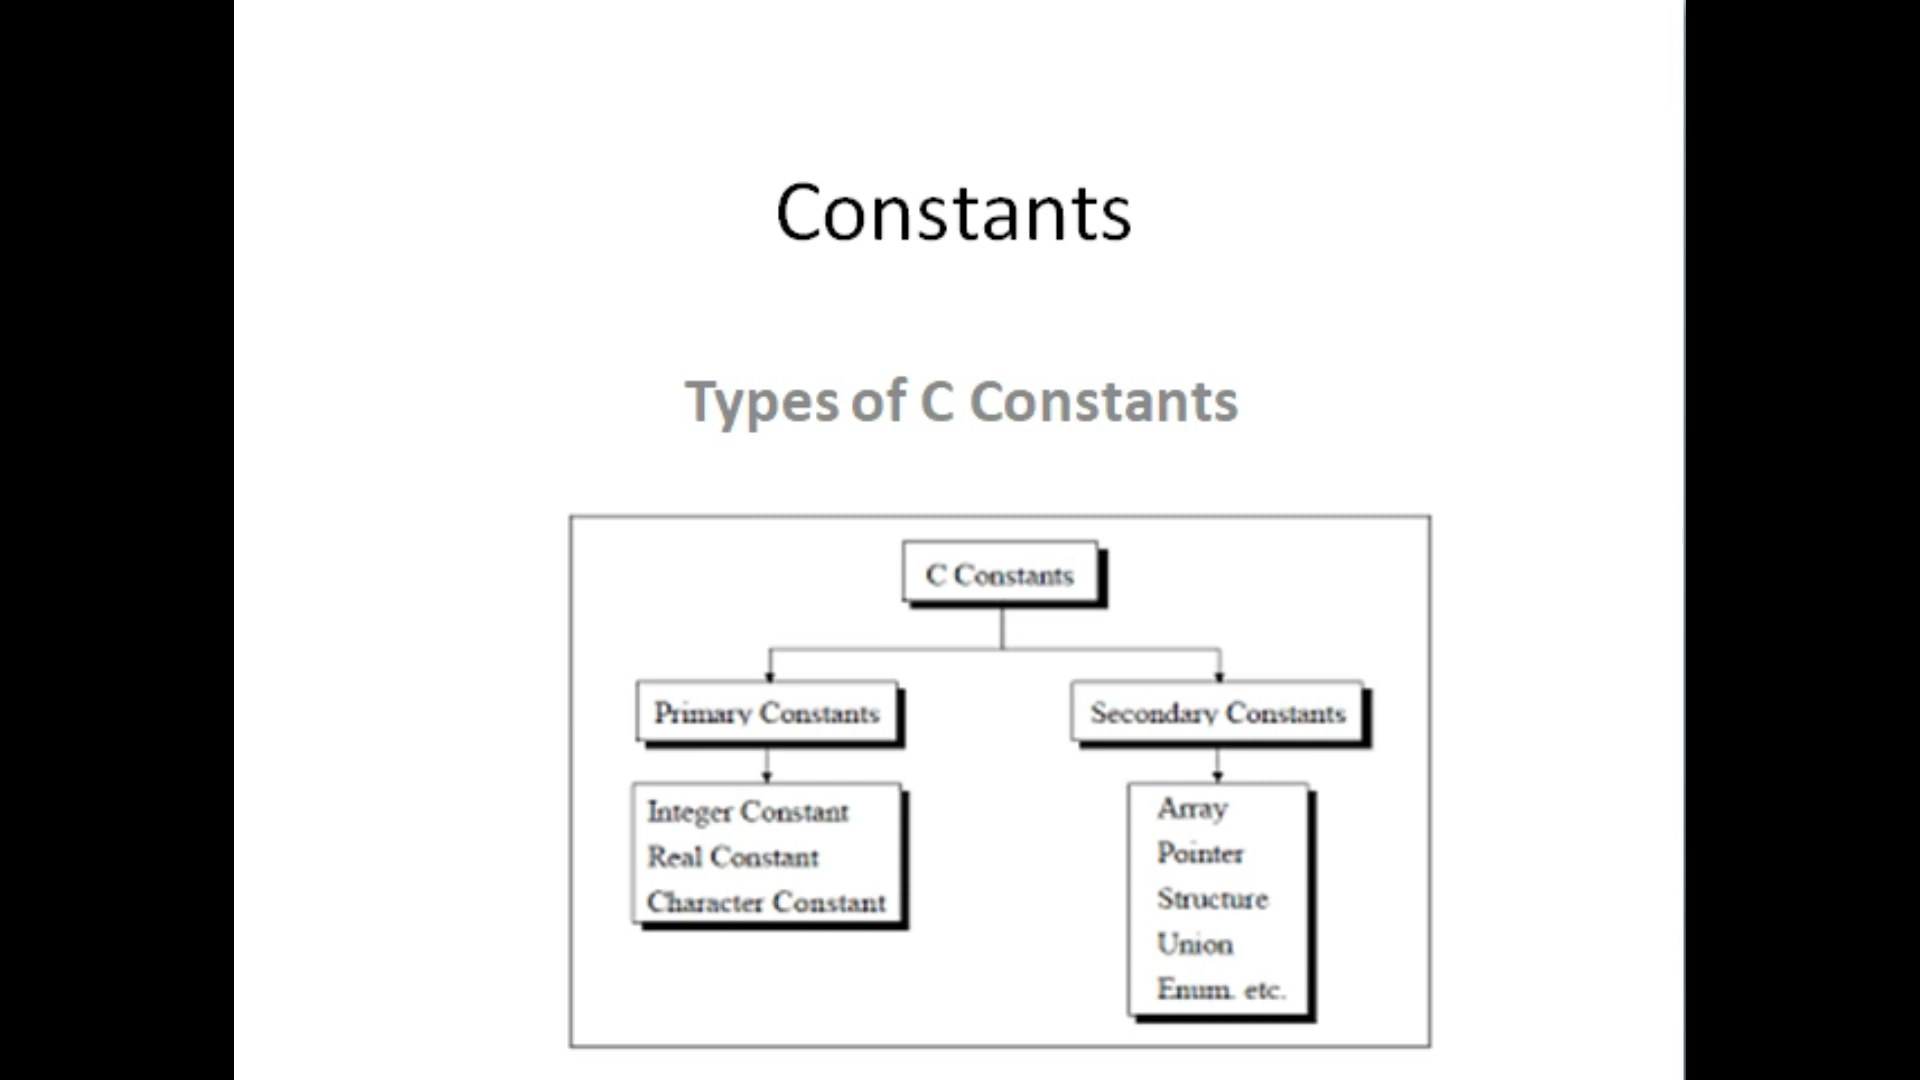 Constants
Types of C Constants
C Constants
Primary Constants
Secondary Constants
Integer Constant
Real Constant
Character Constant
Array
Pointer
Structure
Union
Enum. etc.